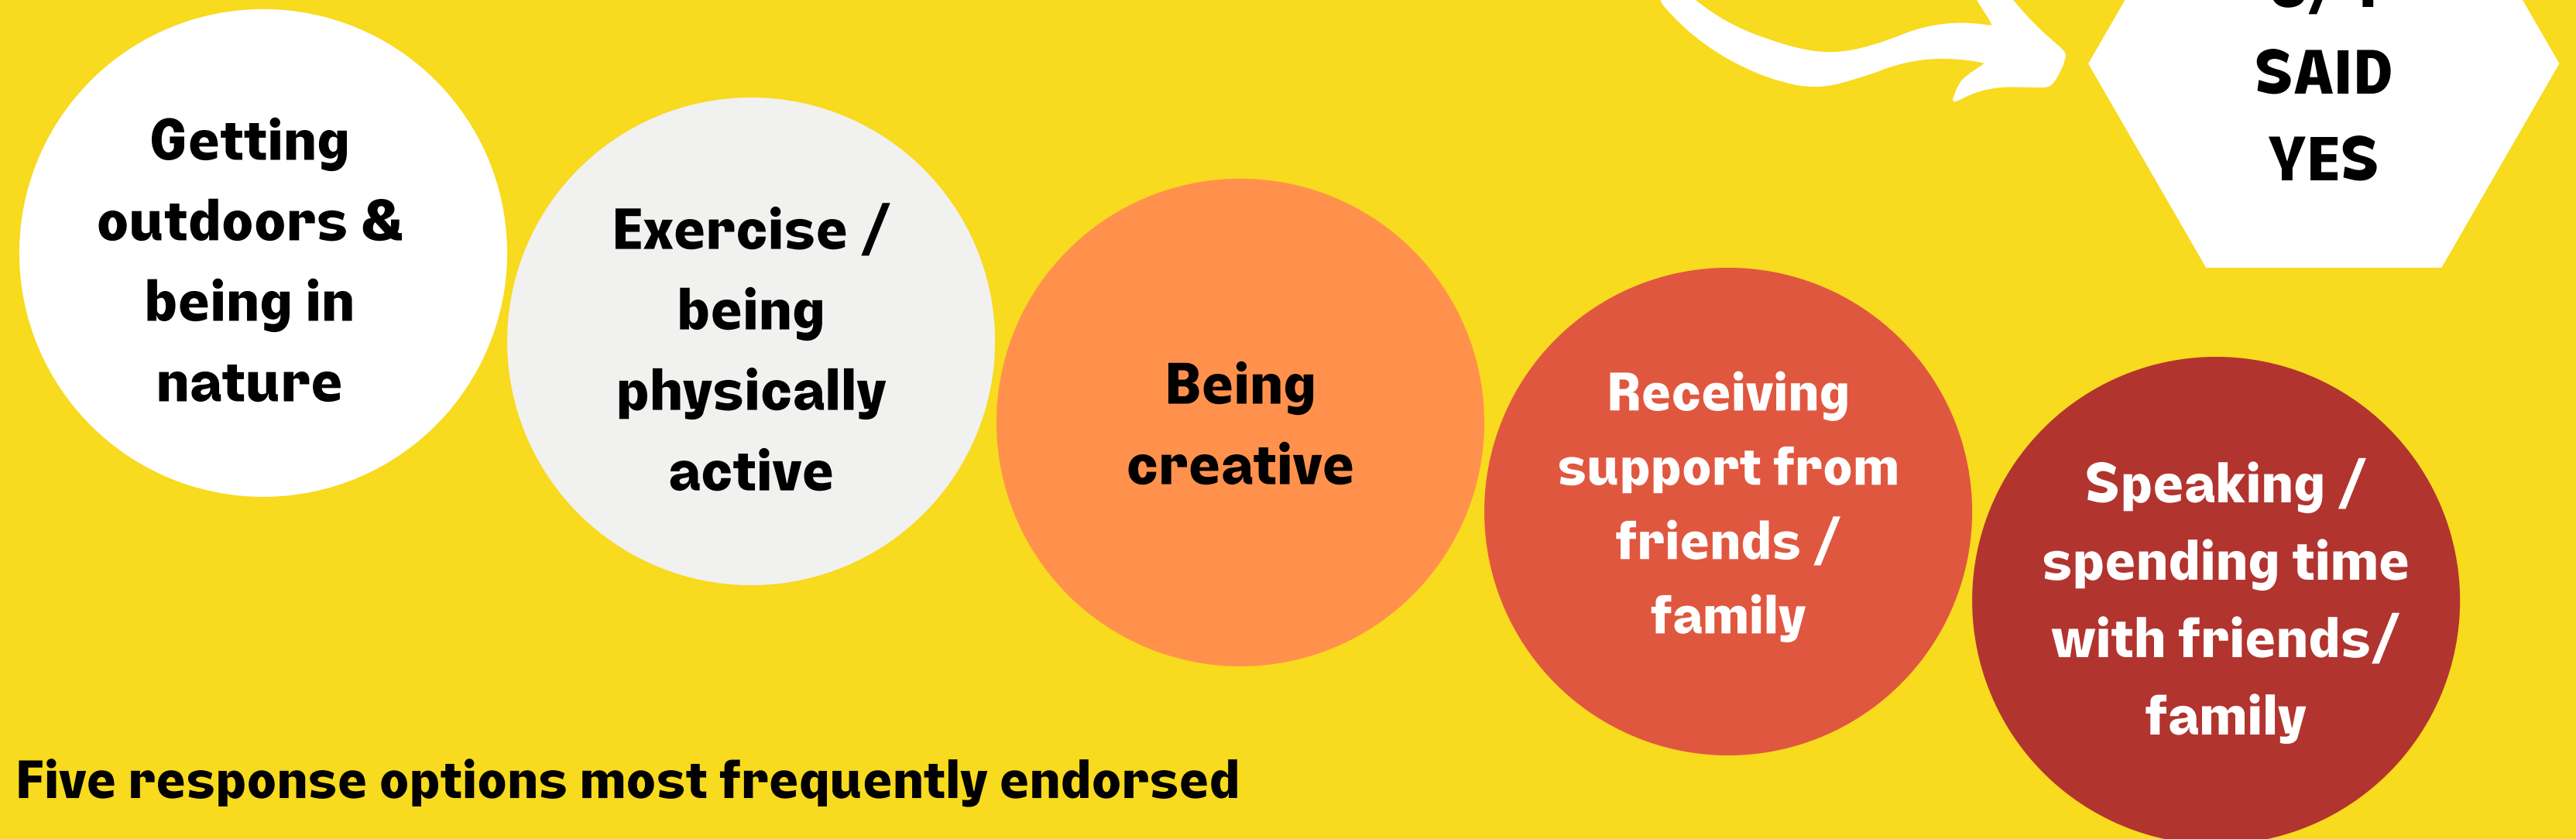 SAID
YES
Getting
outdoors &
being in
nature
Exercise /
being
physically
active
Being
creative
Receiving
support from
friends /
family
Speaking /
spending time
with friends/
family
Five response options most frequently endorsed